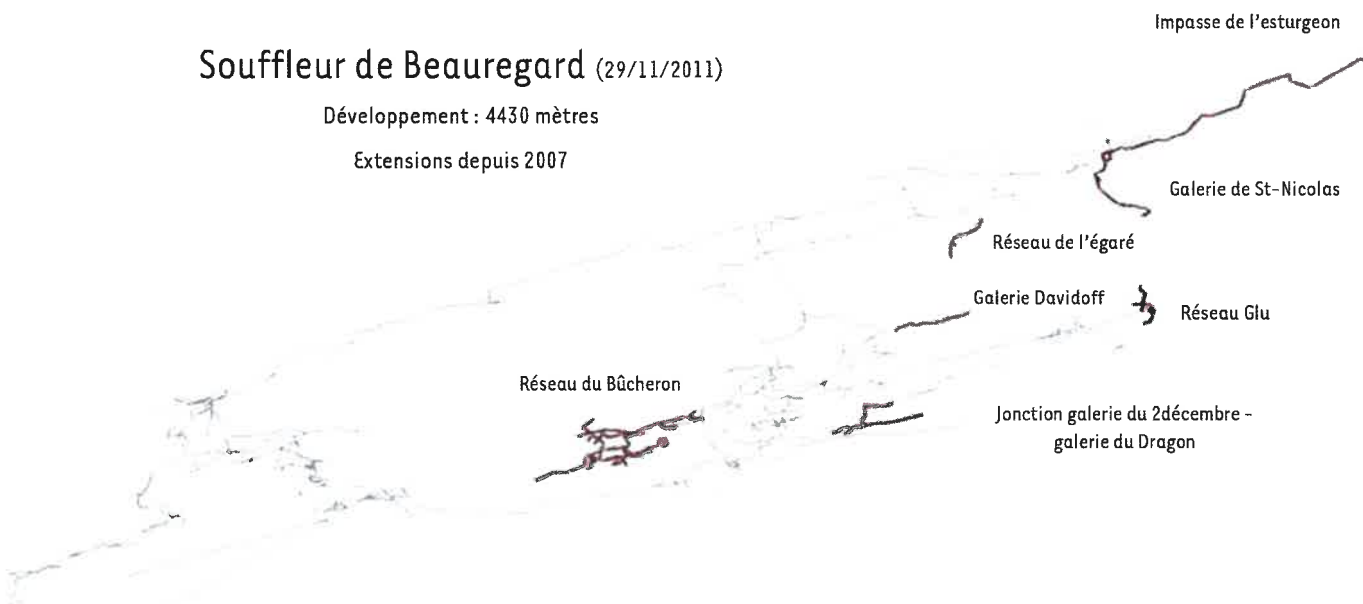 Impasse de l'esturgeon
Souffleur de Beauregard (29/11/2011)
Développement : 4430 mètres
Extensions depuis 2007
Galerie de St-Nicolas
Réseau de l'égaré
Galerie Davidoff
Réseau Glu
Réseau du Bûcheron
Jonction galerie du 2décembre -
galerie du Dragon